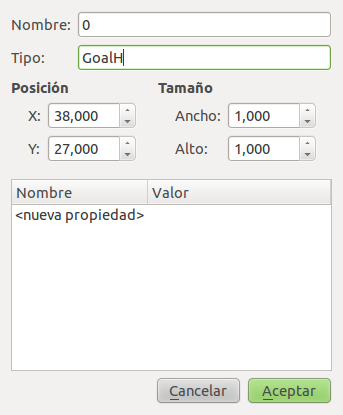 Nombre: 0
Tipo: GoalH
Posición Tamaño
X: 38,000 Ancho: 1,000
Y: 27,000 Alto: 1,000
Nombre Valor
<nueva propiedad>
Cancelar Aceptar